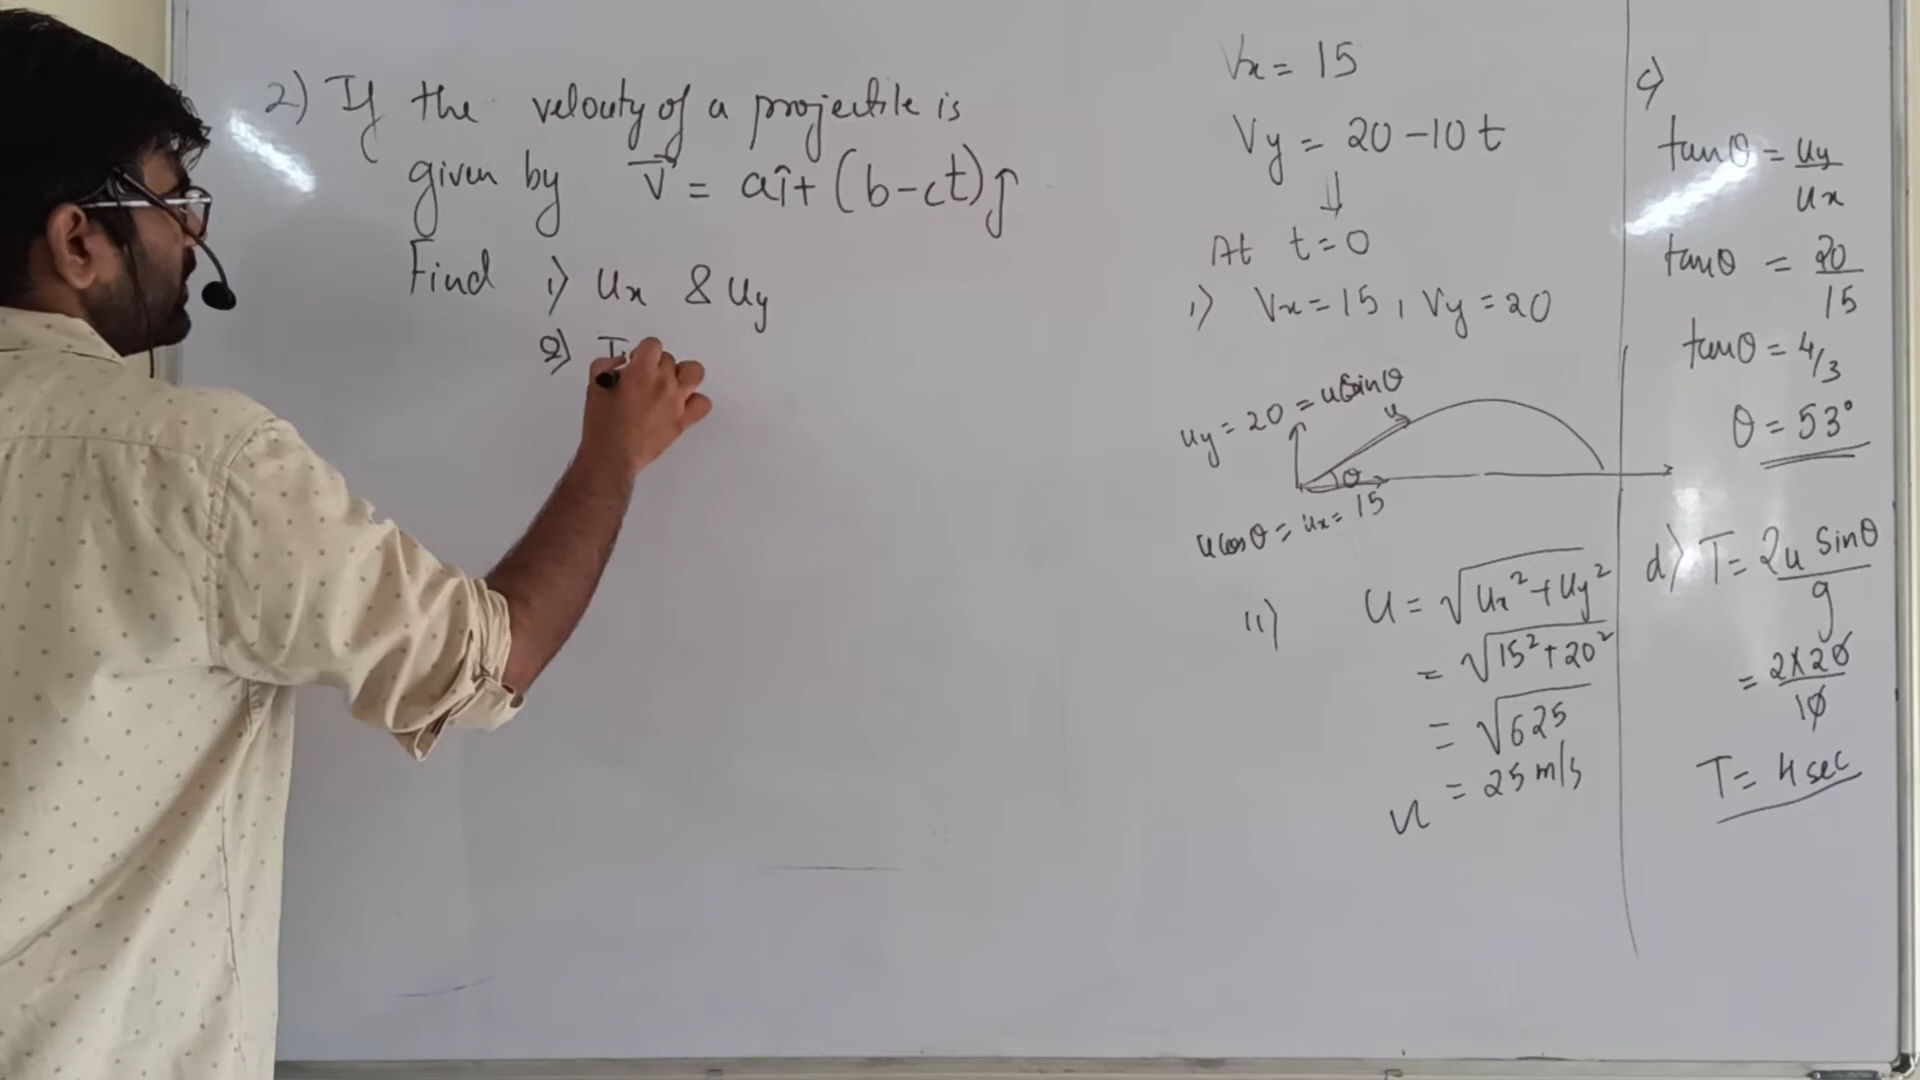 2) If the velocity of a projectile is
given by V⃗ = aî + (b-ct)ĵ
Find i) ux & uy
2)
Vx = 15
Vy = 20 - 10 t
⇓
At t = 0
i) Vx = 15 , Vy = 20
uy = 20 = u sinθ
u
θ
u cosθ = ux = 15
ii) u = √ux² + uy²
= √15² + 20²
= √625
u = 25 m/s
c)
tanθ = uy/ux
tanθ = 20/15
tanθ = 4/3
θ = 53°
d) T = 2u sinθ/g
= 2×20/10
T = 4 sec